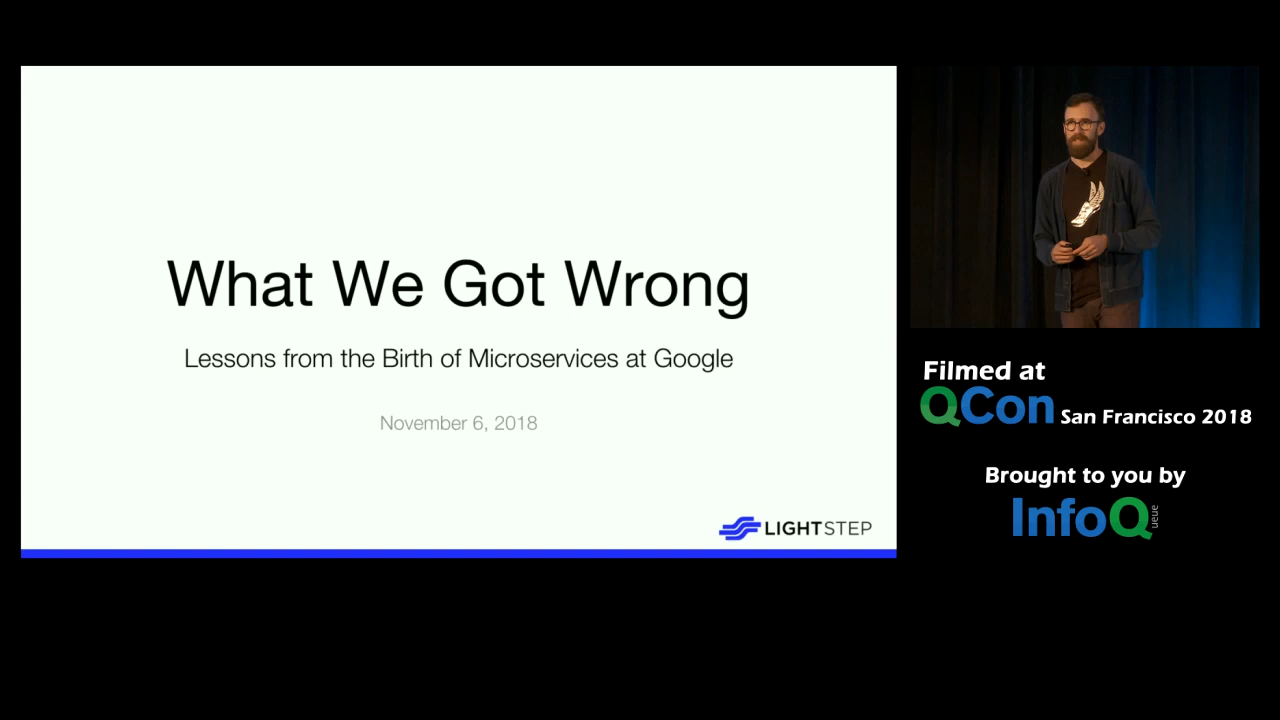 What We Got Wrong
Lessons from the Birth of Microservices at Google
November 6, 2018
LIGHTSTEP
Filmed at
QCon San Francisco 2018
Brought to you by
InfoQ
queue